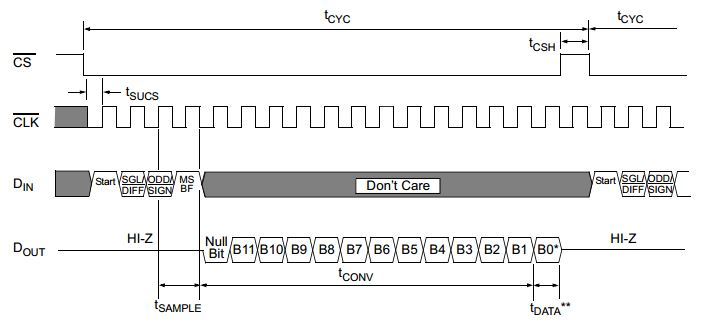 tCYC tCYC
tCSH
CS
tSUCS
CLK
DIN Start SGL/ DIFF ODD/ SIGN MS BF Don't Care Start SGL/ DIFF ODD/ SIGN
DOUT HI-Z Null Bit B11 B10 B9 B8 B7 B6 B5 B4 B3 B2 B1 B0* HI-Z
tCONV
tSAMPLE tDATA**